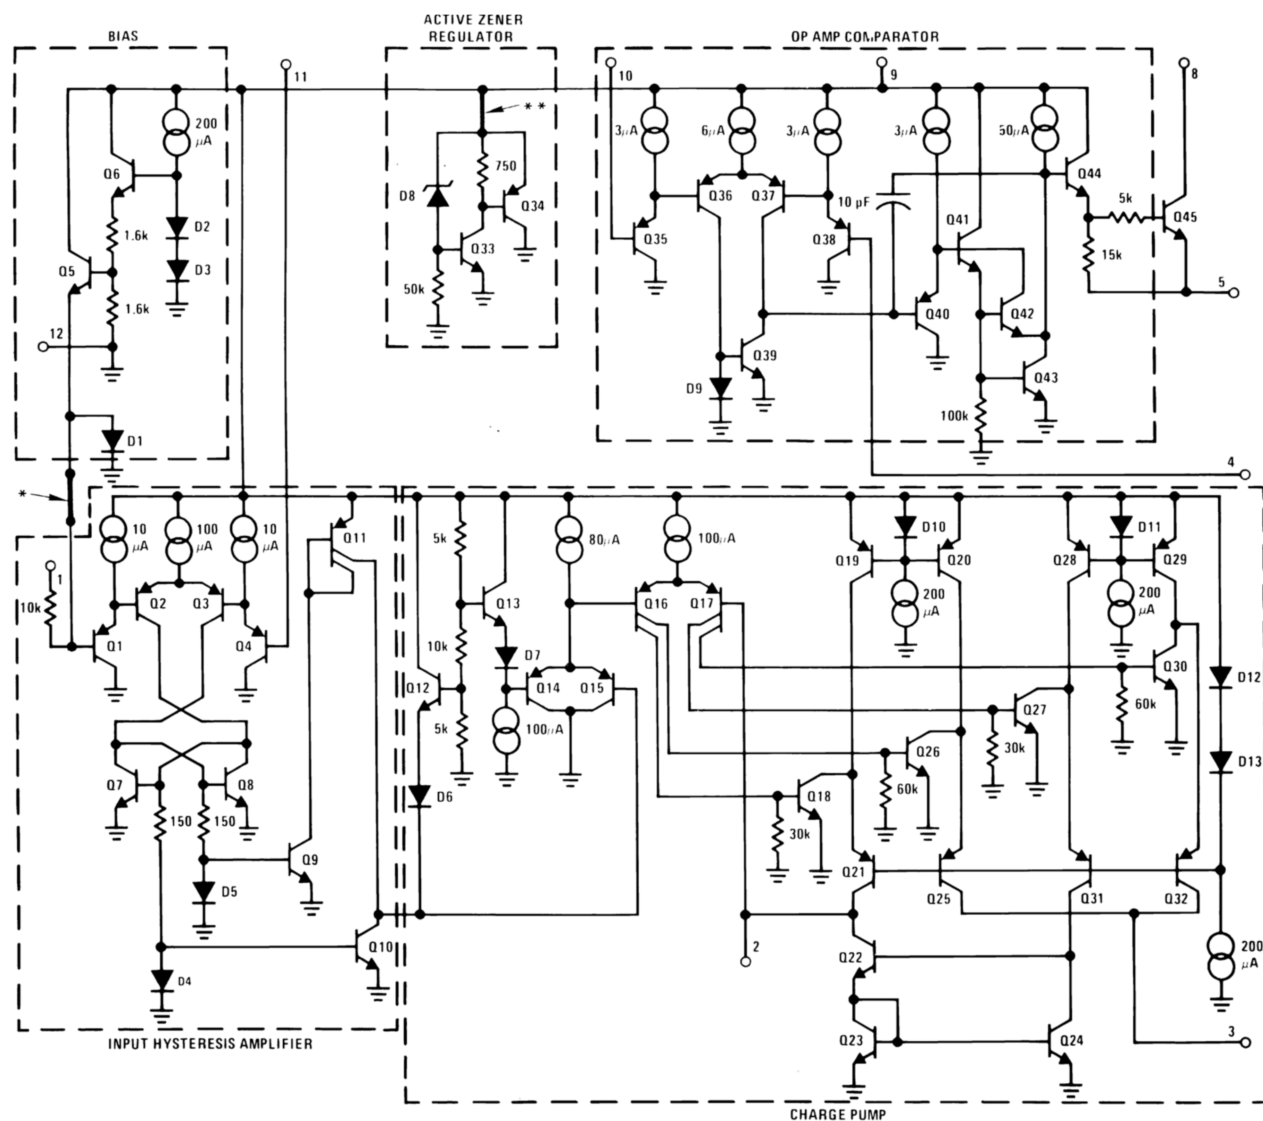 BIAS
ACTIVE ZENER
REGULATOR
OP AMP COMPARATOR
11
10
9
8
200
μA
Q6
D2
D3
1.6k
1.6k
Q5
12
D1
*
**
D8
750
Q34
Q33
50k
3μA
6μA
3μA
3μA
50μA
Q36
Q37
10 pF
Q44
5k
Q45
Q35
Q38
Q41
15k
5
Q40
Q42
Q39
D9
Q43
100k
4
1
10k
10
μA
100
μA
10
μA
Q11
Q2
Q3
Q1
Q4
Q7
Q8
150
150
Q9
D5
Q10
D4
INPUT HYSTERESIS AMPLIFIER
5k
80μA
100μA
Q13
Q16
Q17
10k
D7
Q12
Q14
Q15
5k
100μA
D6
D10
Q19
Q20
200
μA
D11
Q28
Q29
200
μA
Q30
D12
60k
Q27
30k
Q26
D13
60k
Q18
30k
Q21
Q25
Q31
Q32
2
Q22
200
μA
Q23
Q24
3
CHARGE PUMP